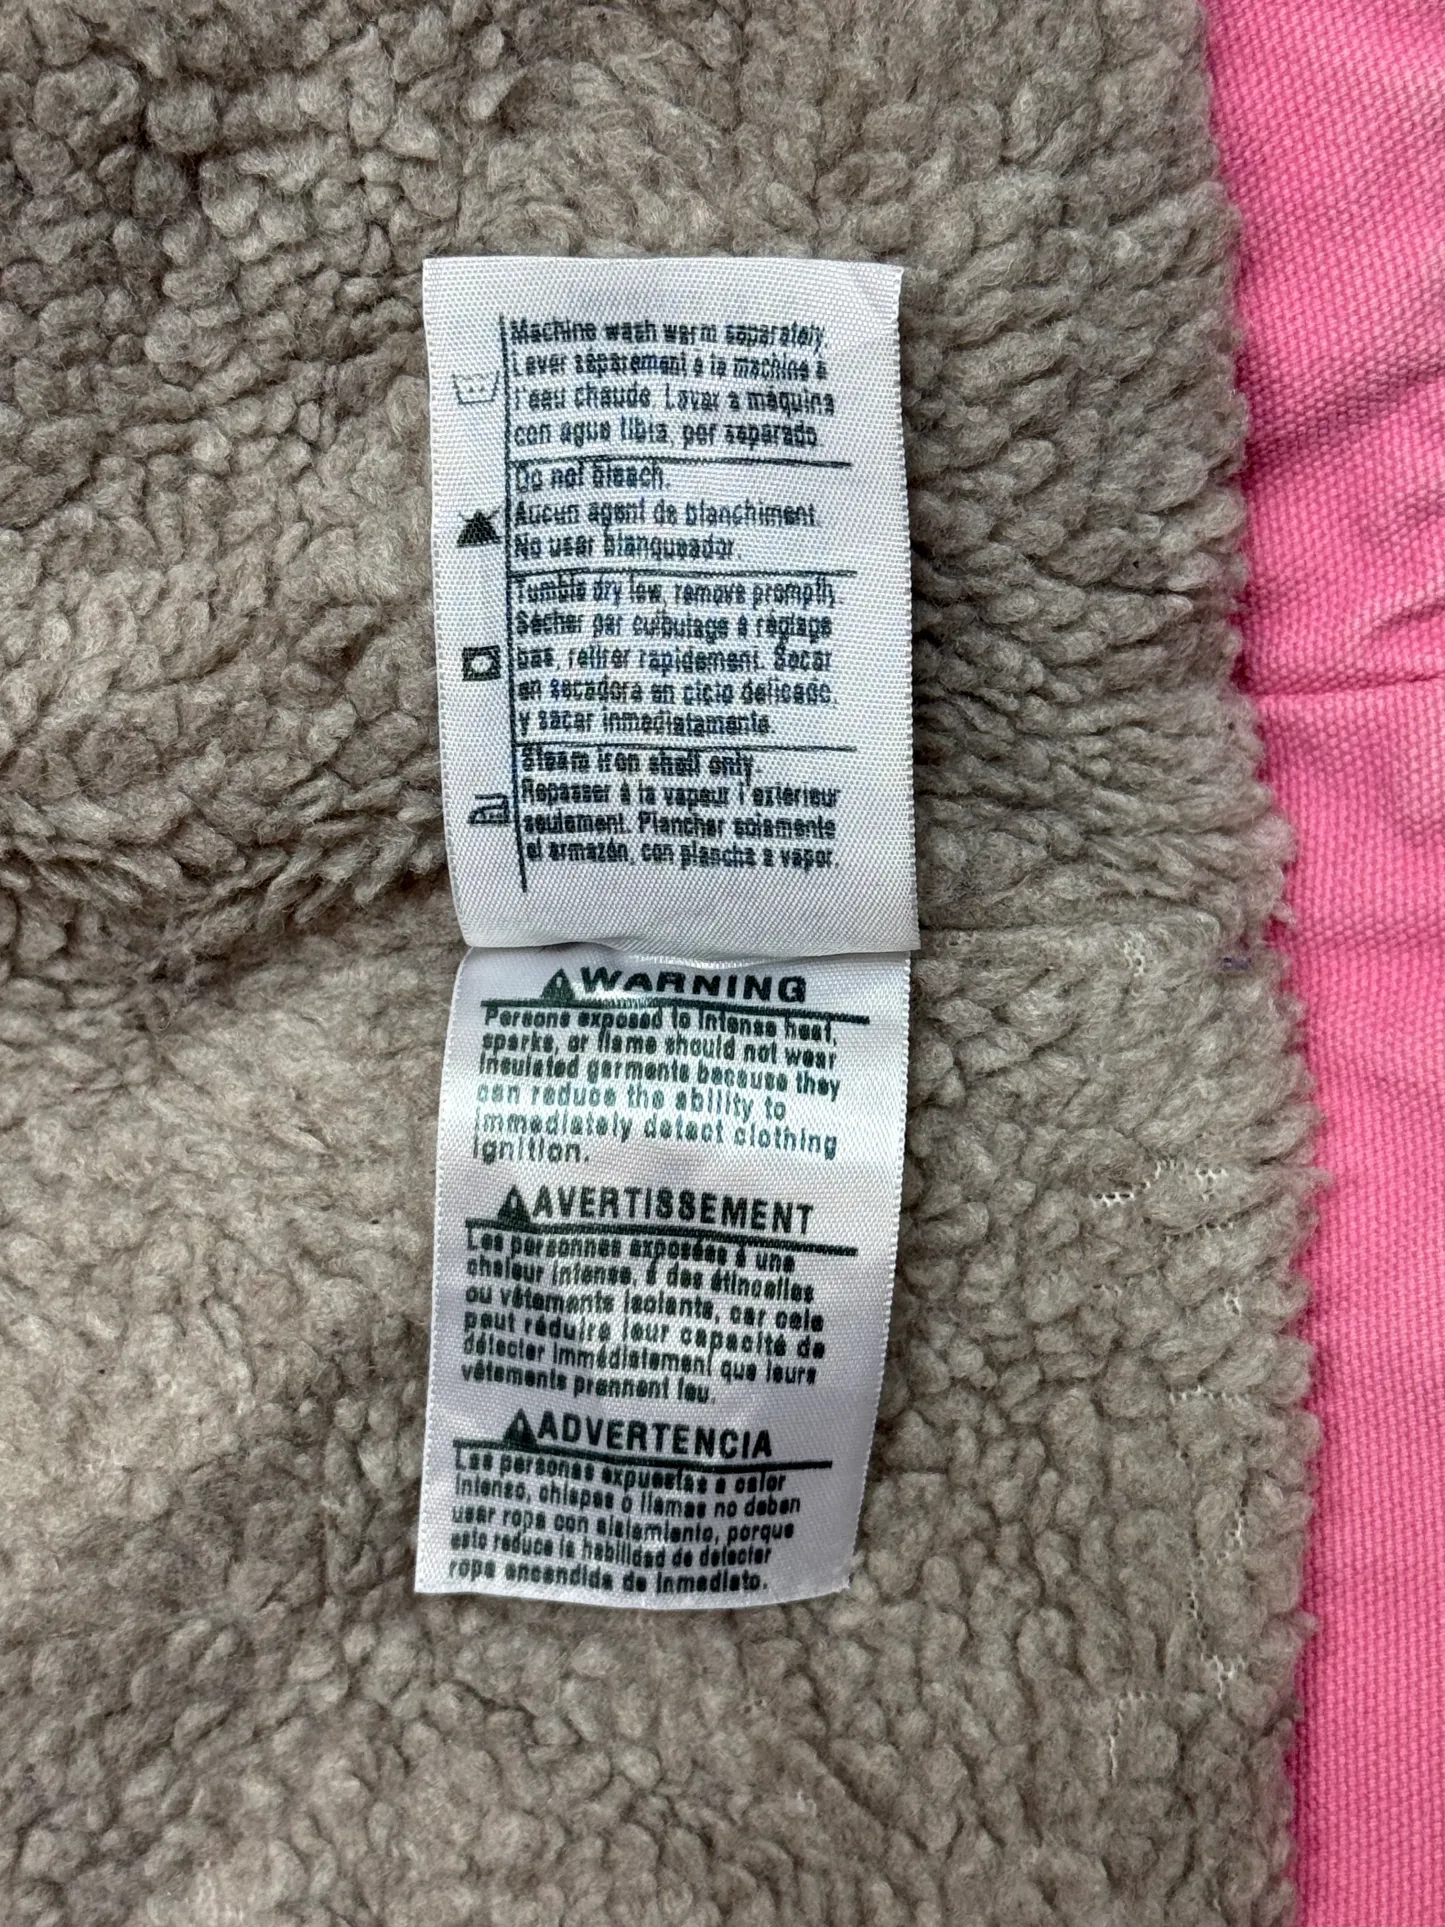 Machine wash warm separately.
Laver séparément à la machine à
l'eau chaude. Lavar a máquina
con agua tibia, por separado
Do not bleach.
Aucun agent de blanchiment.
No usar blanqueador.
Tumble dry low, remove promptly.
Sécher par culbutage à réglage
bas, retirer rapidement. Secar
en secadora en ciclo delicado,
y sacar inmediatamente.
Steam iron shell only.
Repasser à la vapeur l'extérieur
seulement. Planchar solamente
el armazón, con plancha a vapor.
WARNING
Persons exposed to intense heat,
sparks, or flame should not wear
insulated garments because they
can reduce the ability to
immediately detect clothing
ignition.
AVERTISSEMENT
Les personnes exposées à une
chaleur intense, à des étincelles
ou vêtements isolants, car cele
peut réduire leur capacité de
détecter immédiatement que leurs
vêtements prennent feu.
ADVERTENCIA
Las personas expuestas a calor
intenso, chispas o llamas no deben
usar ropa con aislamiento, porque
esto reduce la habilidad de detectar
ropa encendida de inmediato.